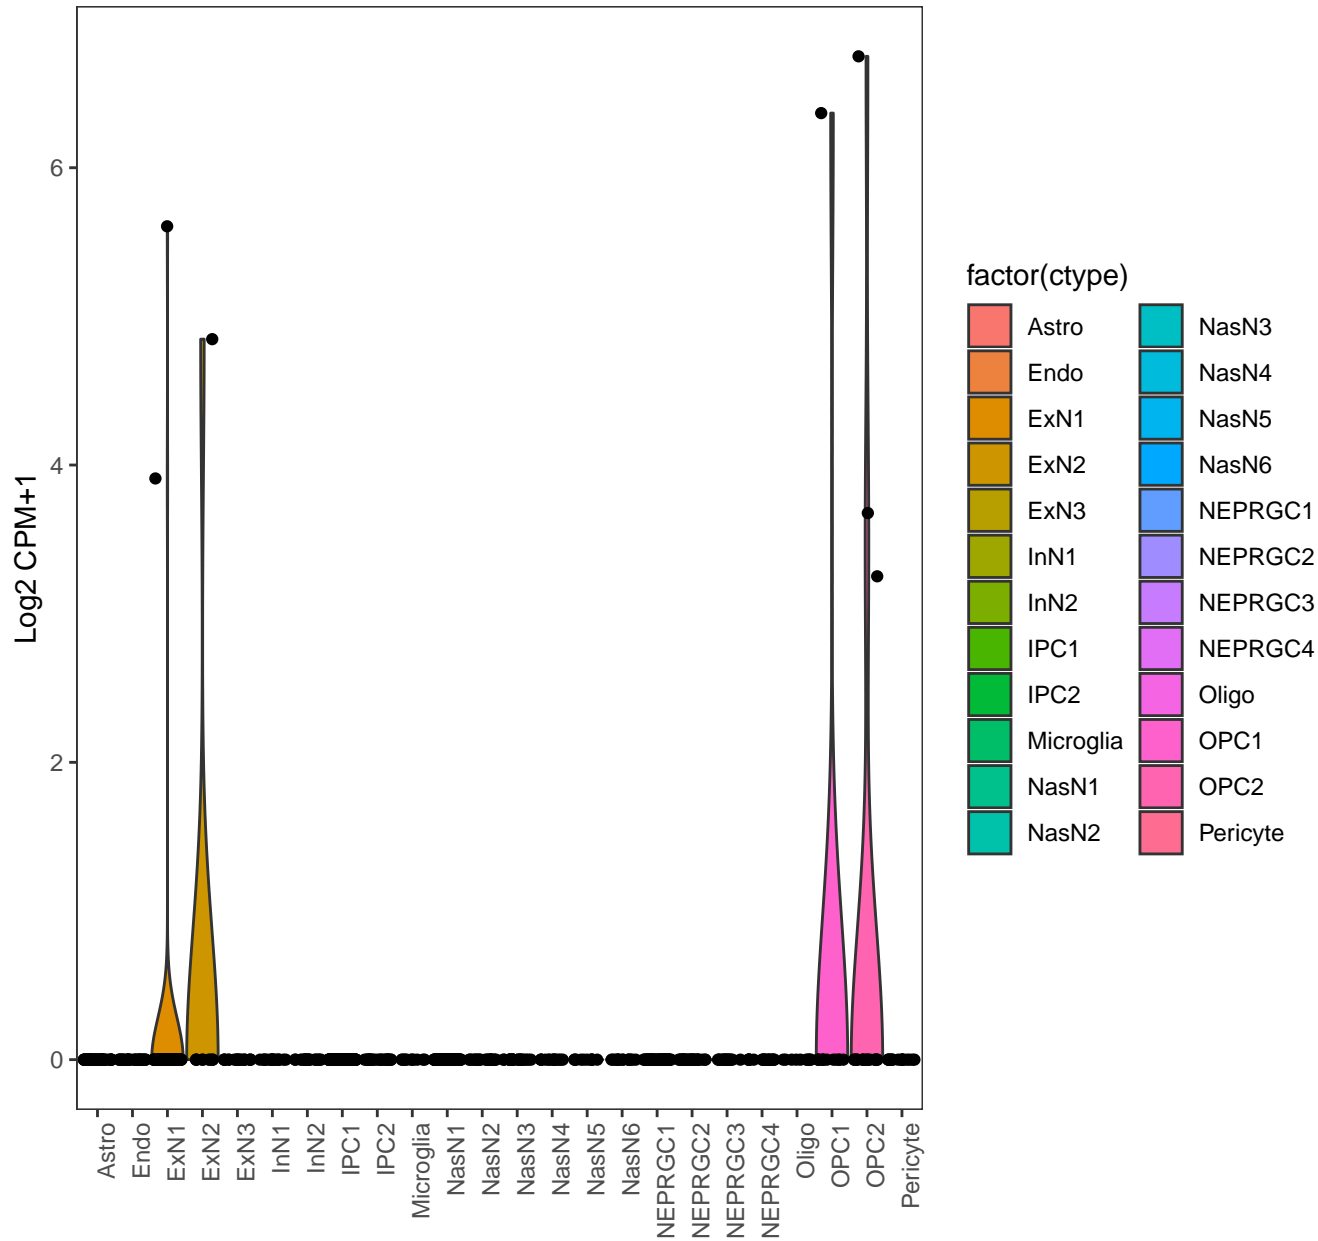 6
4
2
0
Log2 CPM+1
Astro
Endo
ExN1
ExN2
ExN3
InN1
InN2
IPC1
IPC2
Microglia
NasN1
NasN2
NasN3
NasN4
NasN5
NasN6
NEPRGC1
NEPRGC2
NEPRGC3
NEPRGC4
Oligo
OPC1
OPC2
Pericyte
factor(ctype)
Astro
Endo
ExN1
ExN2
ExN3
InN1
InN2
IPC1
IPC2
Microglia
NasN1
NasN2
NasN3
NasN4
NasN5
NasN6
NEPRGC1
NEPRGC2
NEPRGC3
NEPRGC4
Oligo
OPC1
OPC2
Pericyte